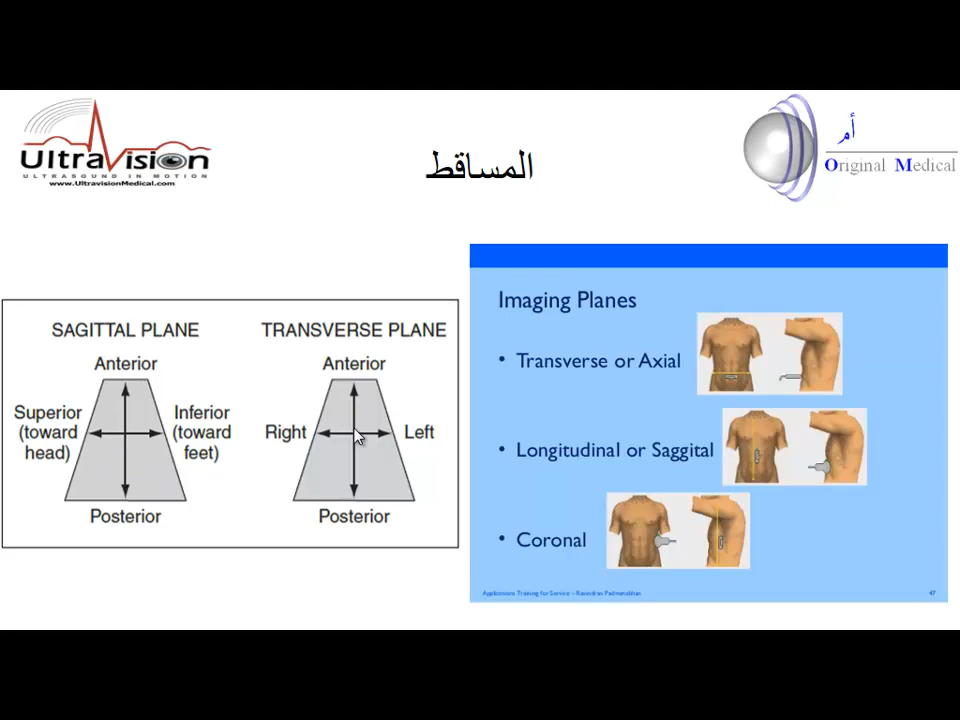 UltraVision
ULTRASOUND IN MOTION
www.UltravisionMedical.com
المساقط
أم
Original Medical
SAGITTAL PLANE
Anterior
Superior
(toward
head)
Inferior
(toward
feet)
Posterior
TRANSVERSE PLANE
Anterior
Right
Left
Posterior
Imaging Planes
• Transverse or Axial
• Longitudinal or Saggital
• Coronal
Applications Training for Service – Ravindran Padmanabhan
47